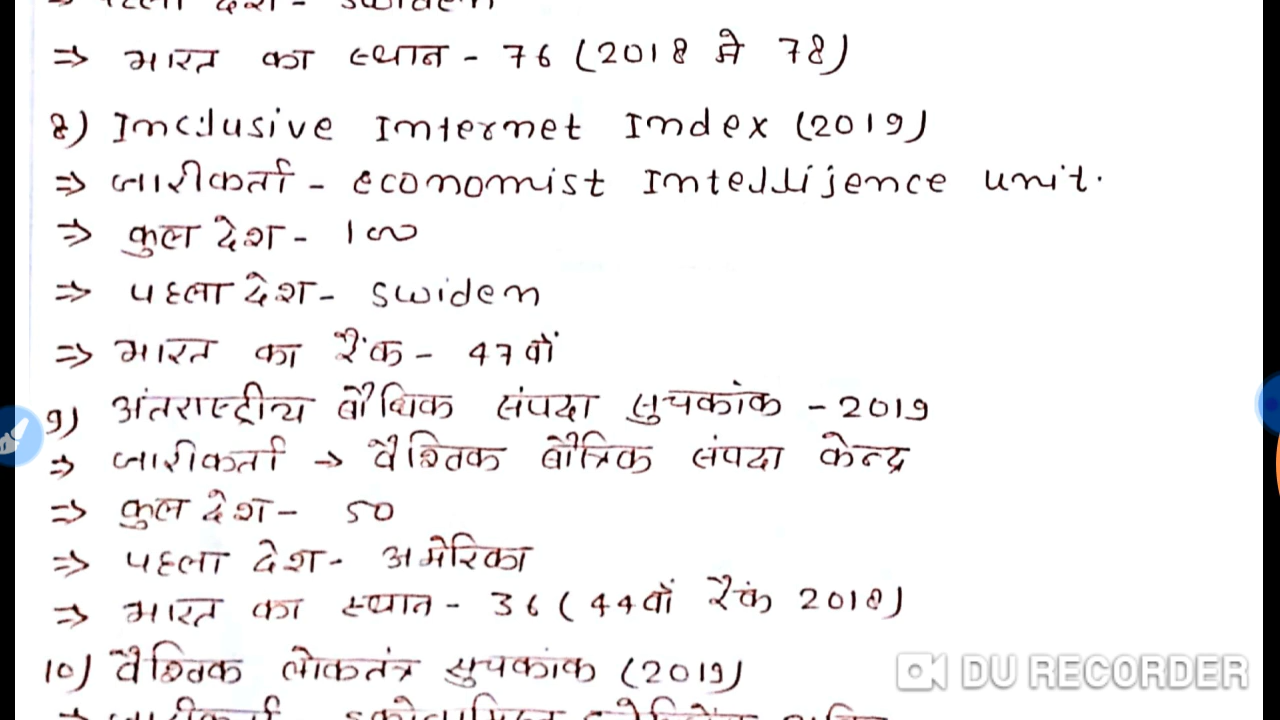 ⇒ पहला देश - Swiden
⇒ भारत का स्थान - 76 (2018 मे 78)
8) Inclusive Internet Index (2019)
⇒ जारीकर्ता - economist Intellijence unit.
⇒ कुल देश - 100
⇒ पहला देश - Swiden
⇒ भारत का रैंक - 47वाँ
9) अंतराष्ट्रीय बौधिक संपदा सुचकांक - 2019
⇒ जारीकर्ता → वैश्विक बौद्रिक संपदा केन्द्र
⇒ कुल देश - 50
⇒ पहला देश - अमेरिका
⇒ भारत का स्थान - 36 (44वाँ रैंक 2018)
10) वैश्विक लोकतंत्र सुचकांक (2019)
DU RECORDER